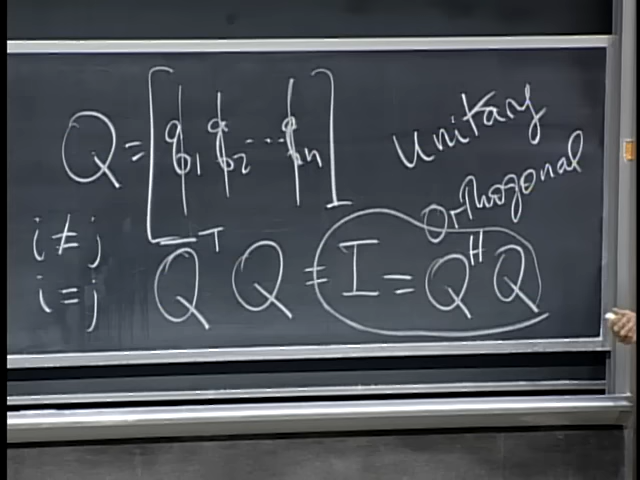 Q = [ q1 q2 ... qn ]
unitary
orthogonal
i ≠ j
i = j
Q^T Q = I = Q^H Q